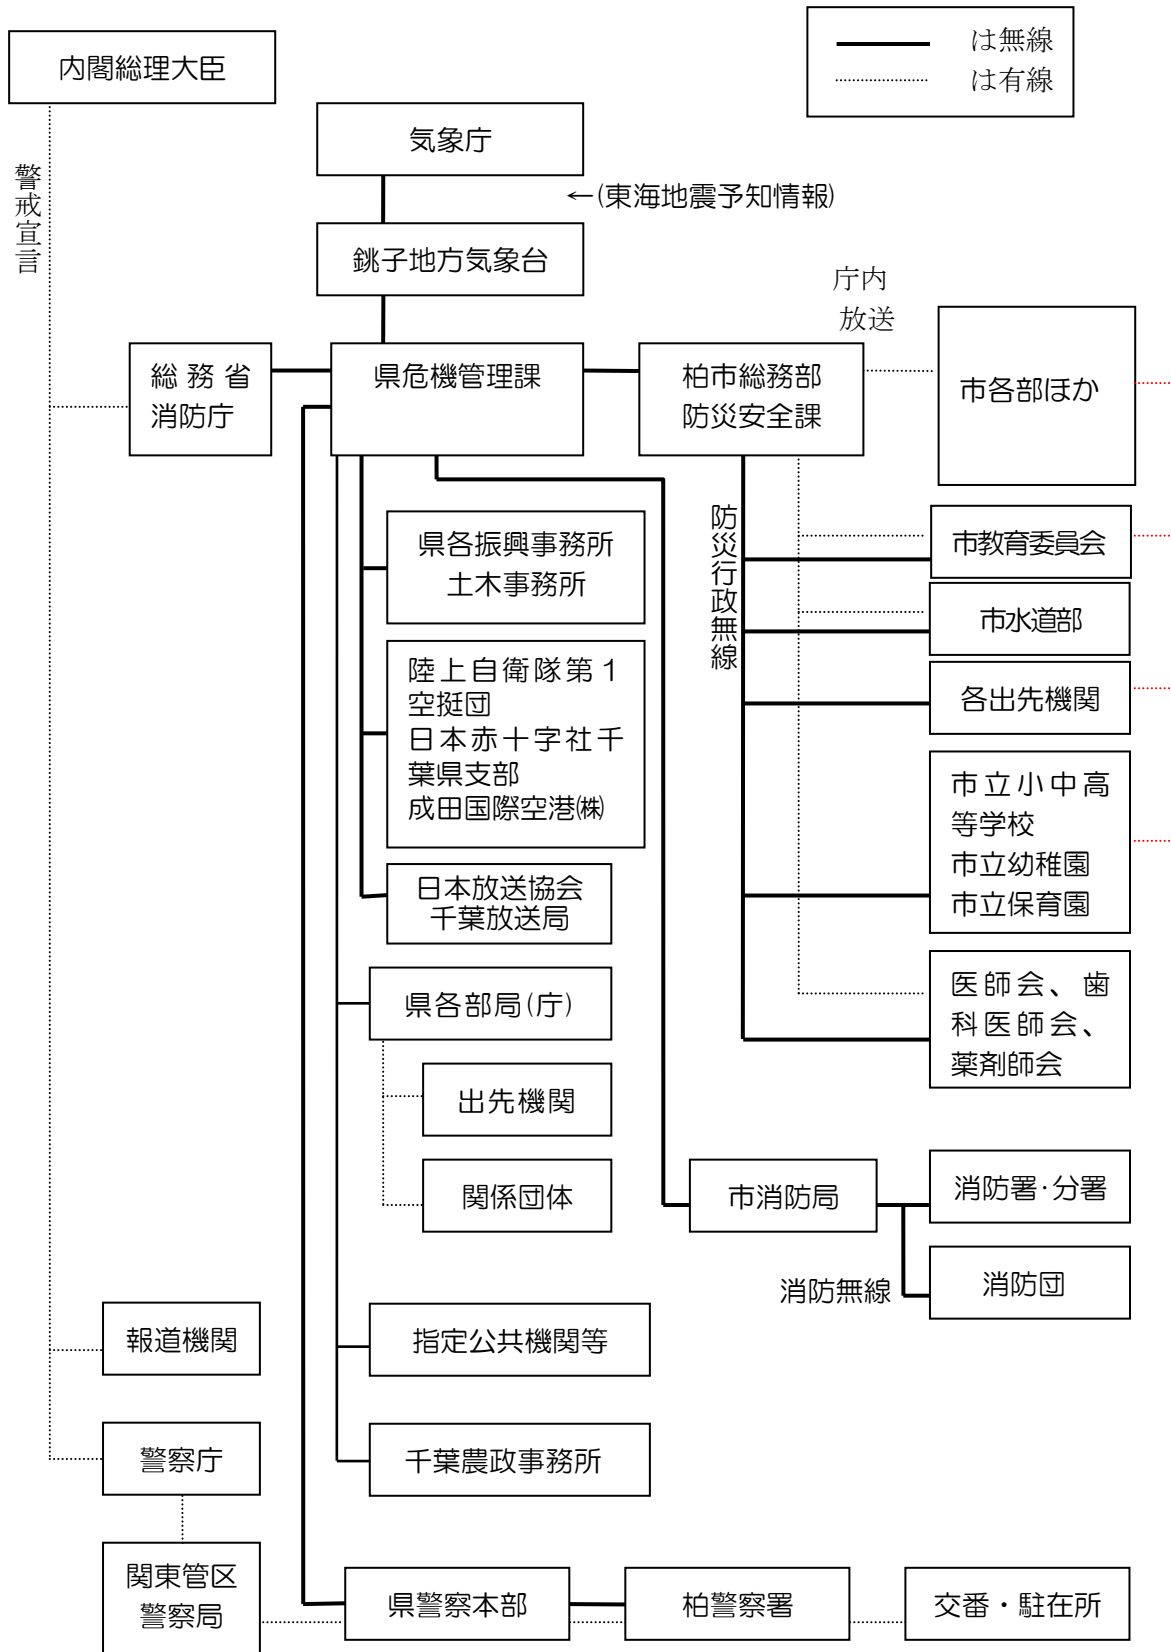 は無線
は有線
内閣総理大臣
気象庁
警戒宣言
←(東海地震予知情報)
銚子地方気象台
庁内
放送
総務省
消防庁
県危機管理課
柏市総務部
防災安全課
市各部ほか
防災行政無線
県各振興事務所
土木事務所
市教育委員会
市水道部
陸上自衛隊第1
空挺団
日本赤十字社千
葉県支部
成田国際空港㈱
各出先機関
市立小中高
等学校
市立幼稚園
市立保育園
日本放送協会
千葉放送局
県各部局(庁)
医師会、歯
科医師会、
薬剤師会
出先機関
関係団体
市消防局
消防署・分署
消防無線
消防団
報道機関
指定公共機関等
警察庁
千葉農政事務所
関東管区
警察局
県警察本部
柏警察署
交番・駐在所